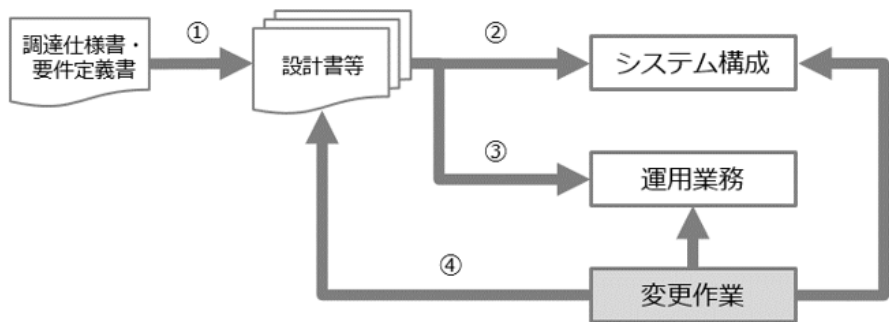 ①
②
調達仕様書・
要件定義書
設計書等
システム構成
③
運用業務
④
変更作業